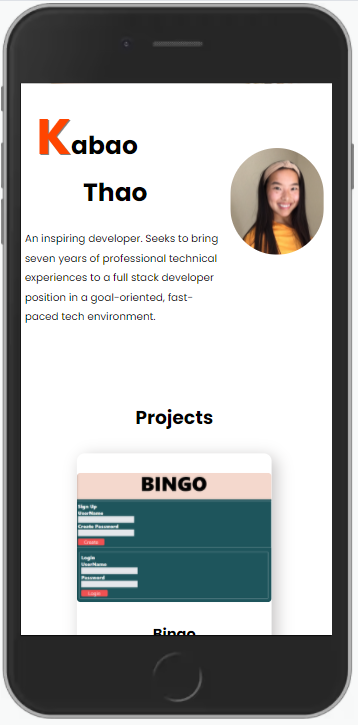 Kabao
Thao
An inspiring developer. Seeks to bring
seven years of professional technical
experiences to a full stack developer
position in a goal-oriented, fast-
paced tech environment.
Projects
BINGO
Sign Up
UserName
Create Password
Create
Login
UserName
Password
Login
Bingo